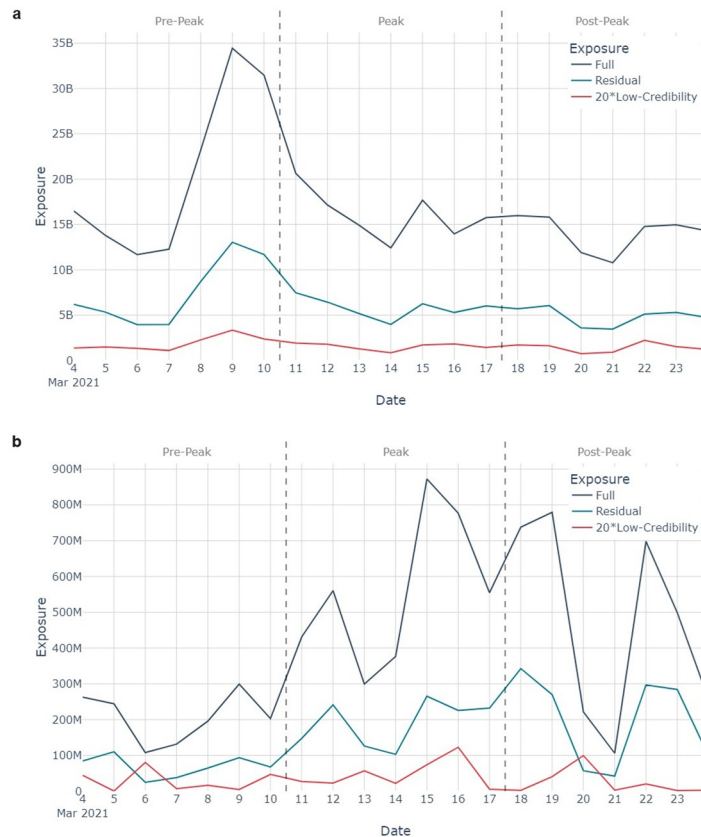 a
Pre-Peak Peak Post-Peak
35B
30B
25B
20B
15B
10B
5B
0
Exposure
Exposure
Full
Residual
20*Low-Credibility
4 5 6 7 8 9 10 11 12 13 14 15 16 17 18 19 20 21 22 23
Mar 2021
Date
b
Pre-Peak Peak Post-Peak
900M
800M
700M
600M
500M
400M
300M
200M
100M
0
Exposure
Exposure
Full
Residual
20*Low-Credibility
4 5 6 7 8 9 10 11 12 13 14 15 16 17 18 19 20 21 22 23
Mar 2021
Date